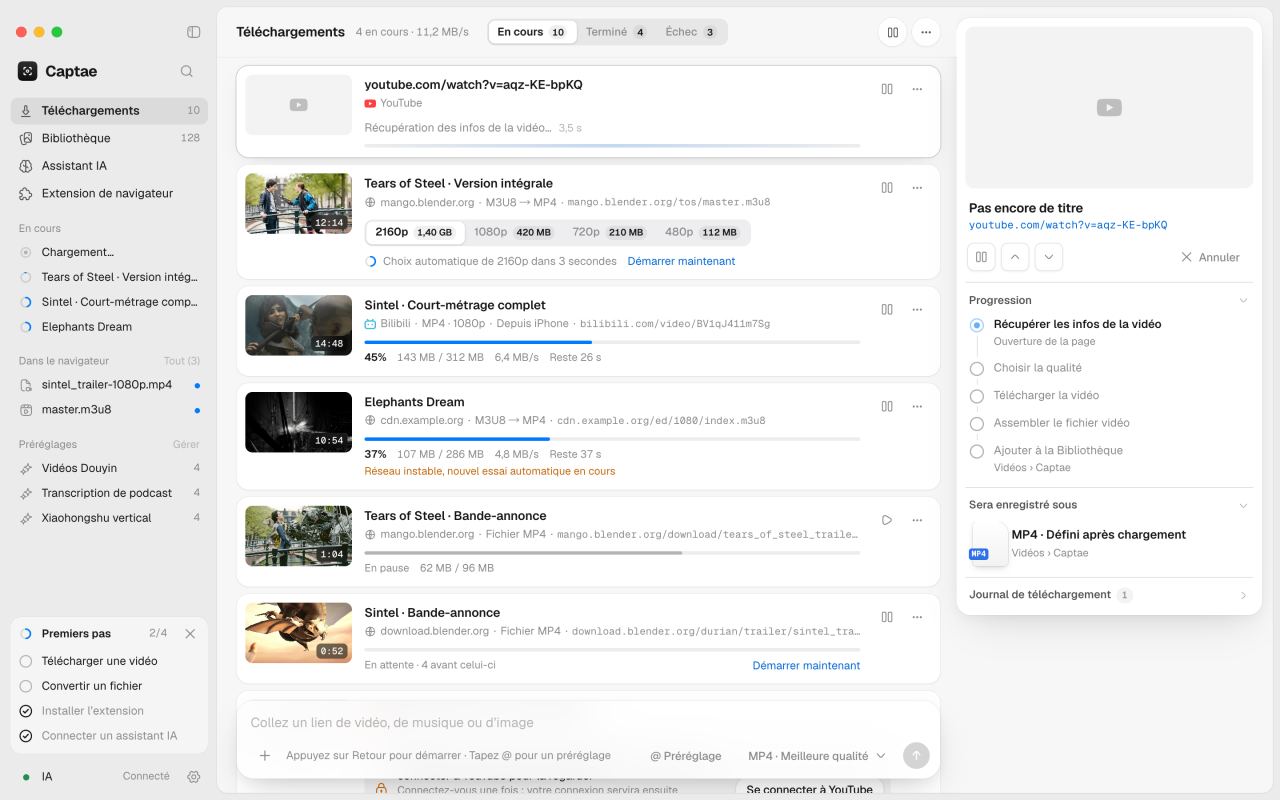 Captae
Téléchargements 10
Bibliothèque 128
Assistant IA
Extension de navigateur
En cours
Chargement...
Tears of Steel · Version intég...
Sintel · Court-métrage comp...
Elephants Dream
Dans le navigateur Tout (3)
sintel_trailer-1080p.mp4
master.m3u8
Préréglages Gérer
Vidéos Douyin 4
Transcription de podcast 4
Xiaohongshu vertical 4
Premiers pas 2/4
Télécharger une vidéo
Convertir un fichier
Installer l'extension
Connecter un assistant IA
IA Connecté
Téléchargements 4 en cours · 11,2 MB/s En cours 10 Terminé 4 Échec 3
youtube.com/watch?v=aqz-KE-bpKQ
YouTube
Récupération des infos de la vidéo... 3,5 s
Tears of Steel · Version intégrale
mango.blender.org · M3U8 → MP4 · mango.blender.org/tos/master.m3u8
12:14
2160p 1,40 GB 1080p 420 MB 720p 210 MB 480p 112 MB
Choix automatique de 2160p dans 3 secondes Démarrer maintenant
Sintel · Court-métrage complet
Bilibili · MP4 · 1080p · Depuis iPhone · bilibili.com/video/BV1qJ411m7Sg
14:48
45% 143 MB / 312 MB 6,4 MB/s Reste 26 s
Elephants Dream
cdn.example.org · M3U8 → MP4 · cdn.example.org/ed/1080/index.m3u8
10:54
37% 107 MB / 286 MB 4,8 MB/s Reste 37 s
Réseau instable, nouvel essai automatique en cours
Tears of Steel · Bande-annonce
mango.blender.org · Fichier MP4 · mango.blender.org/download/tears_of_steel_traile...
1:04
En pause 62 MB / 96 MB
Sintel · Bande-annonce
download.blender.org · Fichier MP4 · download.blender.org/durian/trailer/sintel_tra...
0:52
En attente · 4 avant celui-ci Démarrer maintenant
Collez un lien de vidéo, de musique ou d'image
Appuyez sur Retour pour démarrer · Tapez @ pour un préréglage @ Préréglage MP4 · Meilleure qualité
Connectez-vous une fois : votre connexion servira ensuite Se connecter à YouTube
Pas encore de titre
youtube.com/watch?v=aqz-KE-bpKQ
Annuler
Progression
Récupérer les infos de la vidéo
Ouverture de la page
Choisir la qualité
Télécharger la vidéo
Assembler le fichier vidéo
Ajouter à la Bibliothèque
Vidéos › Captae
Sera enregistré sous
MP4
MP4 · Défini après chargement
Vidéos › Captae
Journal de téléchargement 1